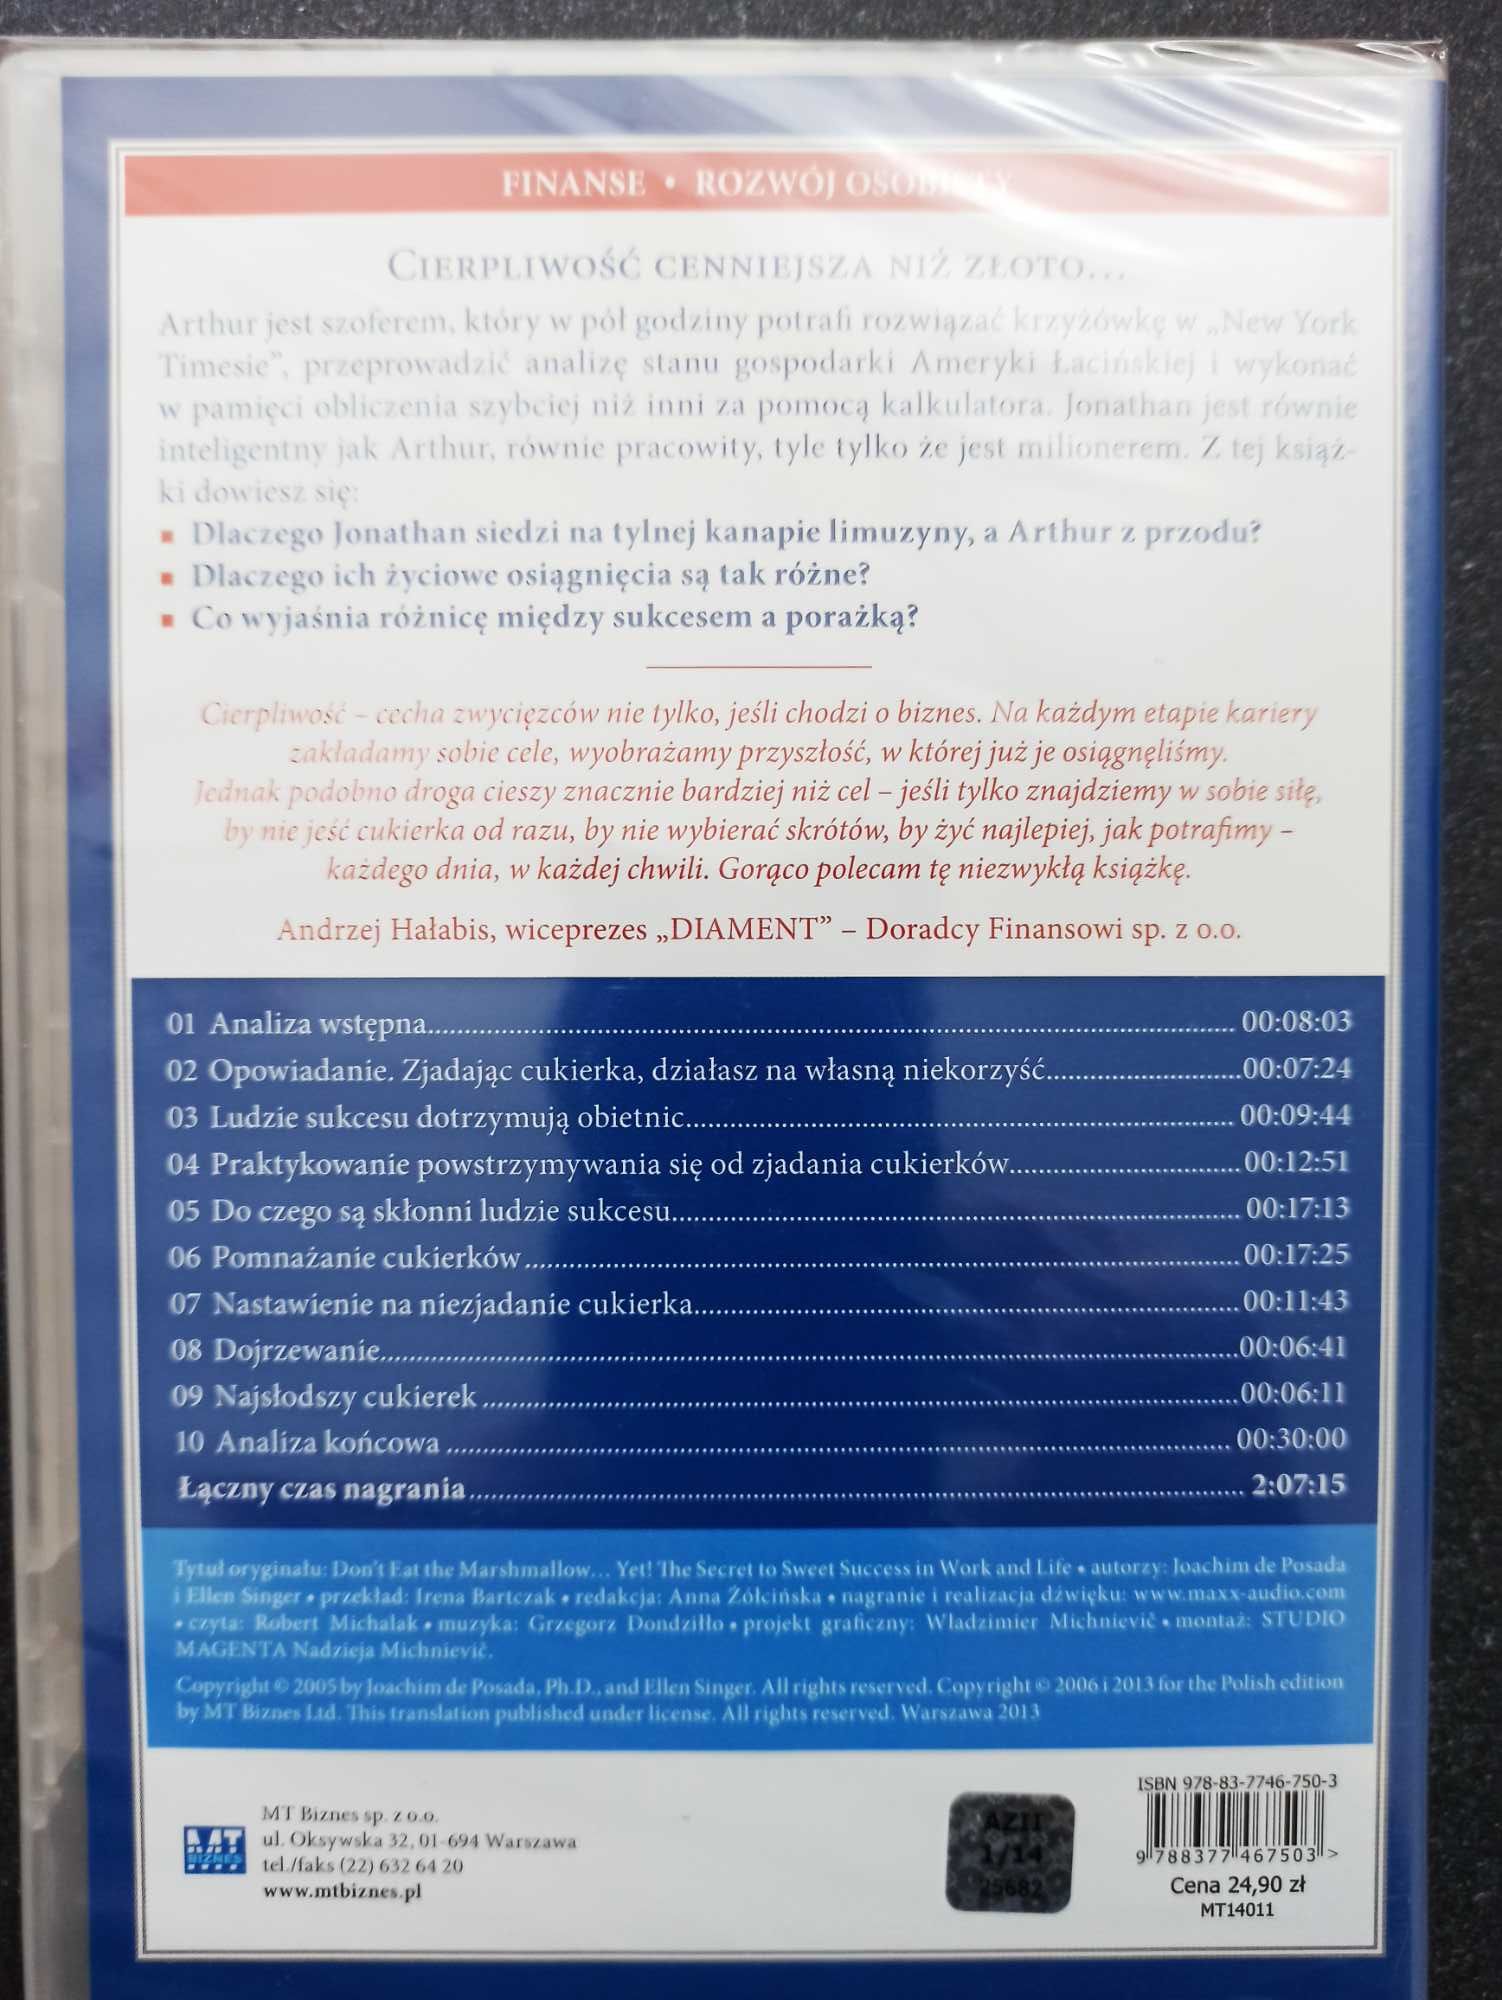 FINANSE • ROZWÓJ OSOBISTY
CIERPLIWOŚĆ CENNIEJSZA NIŻ ZŁOTO...
Arthur jest szoferem, który w pół godziny potrafi rozwiązać krzyżówkę w „New York
Timesie”, przeprowadzić analizę stanu gospodarki Ameryki Łacińskiej i wykonać
w pamięci obliczenia szybciej niż inni za pomocą kalkulatora. Jonathan jest równie
inteligentny jak Arthur, równie pracowity, tyle tylko że jest milionerem. Z tej książ-
ki dowiesz się:
▪ Dlaczego Jonathan siedzi na tylnej kanapie limuzyny, a Arthur z przodu?
▪ Dlaczego ich życiowe osiągnięcia są tak różne?
▪ Co wyjaśnia różnicę między sukcesem a porażką?
Cierpliwość – cecha zwycięzców nie tylko, jeśli chodzi o biznes. Na każdym etapie kariery
zakładamy sobie cele, wyobrażamy przyszłość, w której już je osiągnęliśmy.
Jednak podobno droga cieszy znacznie bardziej niż cel – jeśli tylko znajdziemy w sobie siłę,
by nie jeść cukierka od razu, by nie wybierać skrótów, by żyć najlepiej, jak potrafimy –
każdego dnia, w każdej chwili. Gorąco polecam tę niezwykłą książkę.
Andrzej Hałabis, wiceprezes „DIAMENT” – Doradcy Finansowi sp. z o.o.
01 Analiza wstępna 00:08:03
02 Opowiadanie. Zjadając cukierka, działasz na własną niekorzyść 00:07:24
03 Ludzie sukcesu dotrzymują obietnic 00:09:44
04 Praktykowanie powstrzymywania się od zjadania cukierków 00:12:51
05 Do czego są skłonni ludzie sukcesu 00:17:13
06 Pomnażanie cukierków 00:17:25
07 Nastawienie na niezjadanie cukierka 00:11:43
08 Dojrzewanie 00:06:41
09 Najsłodszy cukierek 00:06:11
10 Analiza końcowa 00:30:00
Łączny czas nagrania 2:07:15
Tytuł oryginału: Don't Eat the Marshmallow... Yet! The Secret to Sweet Success in Work and Life • autorzy: Joachim de Posada
i Ellen Singer • przekład: Irena Bartczak • redakcja: Anna Żółcińska • nagranie i realizacja dźwięku: www.maxx-audio.com
• czyta: Robert Michalak • muzyka: Grzegorz Dondziłło • projekt graficzny: Władzimier Michnievič • montaż: STUDIO
MAGENTA Nadzieja Michnievič.
Copyright © 2005 by Joachim de Posada, Ph.D., and Ellen Singer. All rights reserved. Copyright © 2006 i 2013 for the Polish edition
by MT Biznes Ltd. This translation published under license. All rights reserved. Warszawa 2013
MT BIZNES
MT Biznes sp. z o.o.
ul. Oksywska 32, 01-694 Warszawa
tel./faks (22) 632 64 20
www.mtbiznes.pl
1/14
25682
ISBN 978-83-7746-750-3
9 788377 467503 >
Cena 24,90 zł
MT14011